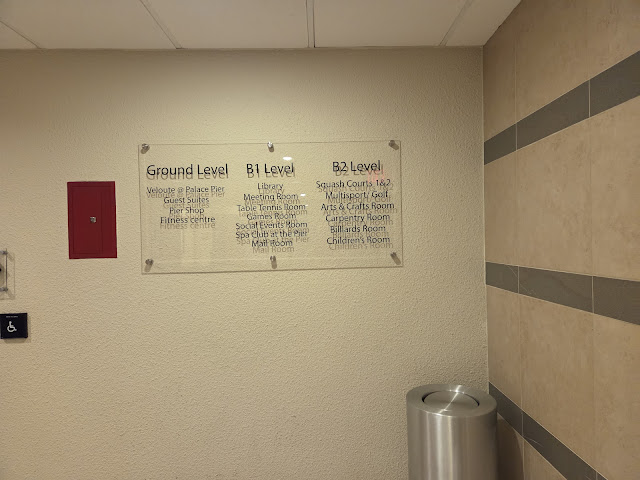 Ground Level
Veloute @ Palace Pier
Guest Suites
Pier Shop
Fitness centre
B1 Level
Library
Meeting Room
Table Tennis Room
Games Room
Social Events Room
Spa Club at the Pier
Mail Room
B2 Level
Squash Courts 1&2
Multisport/ Golf
Arts & Crafts Room
Carpentry Room
Billiards Room
Children's Room